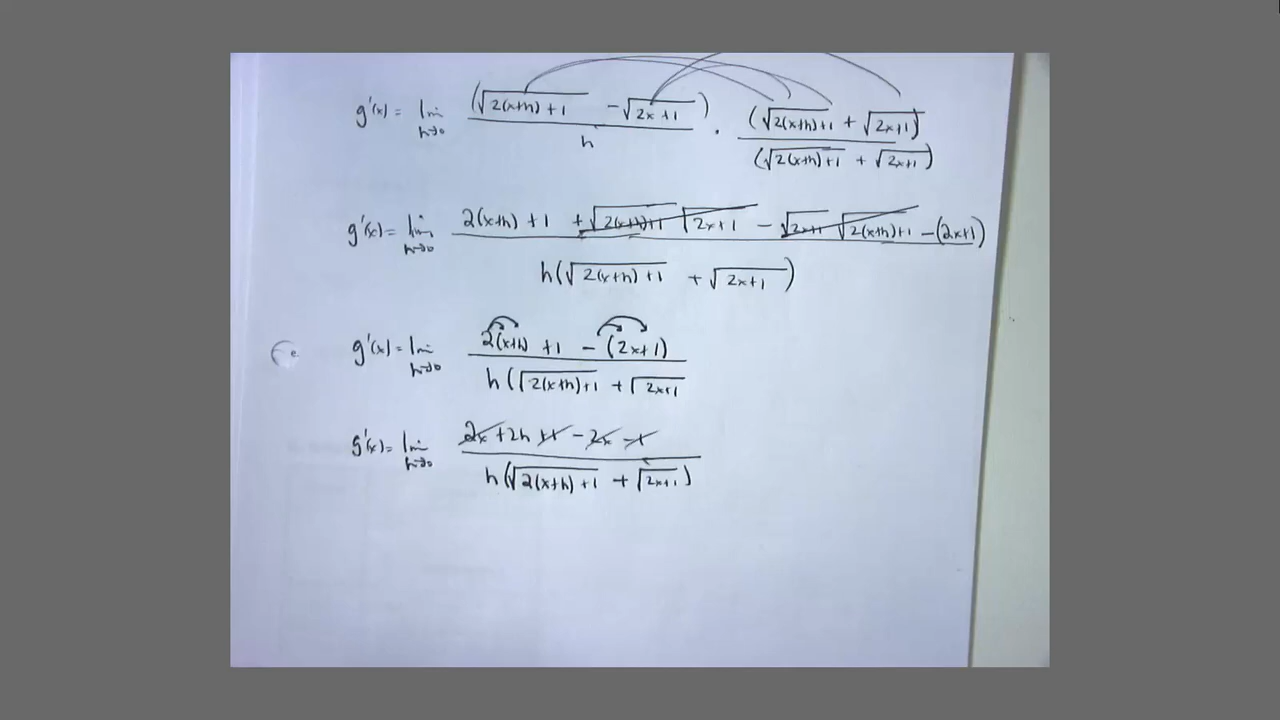 g'(x) = lim h→0 (√(2(x+h)+1) - √(2x+1)) / h · (√(2(x+h)+1) + √(2x+1)) / (√(2(x+h)+1) + √(2x+1))
g'(x) = lim h→0 2(x+h)+1 + √(2(x+h)+1) √(2x+1) - √(2x+1) √(2(x+h)+1) - (2x+1) / h(√(2(x+h)+1) + √(2x+1))
g'(x) = lim h→0 2(x+h) + 1 - (2x+1) / h(√(2(x+h)+1) + √(2x+1)
g'(x) = lim h→0 2x + 2h + 1 - 2x - 1 / h(√(2(x+h)+1) + √(2x+1))